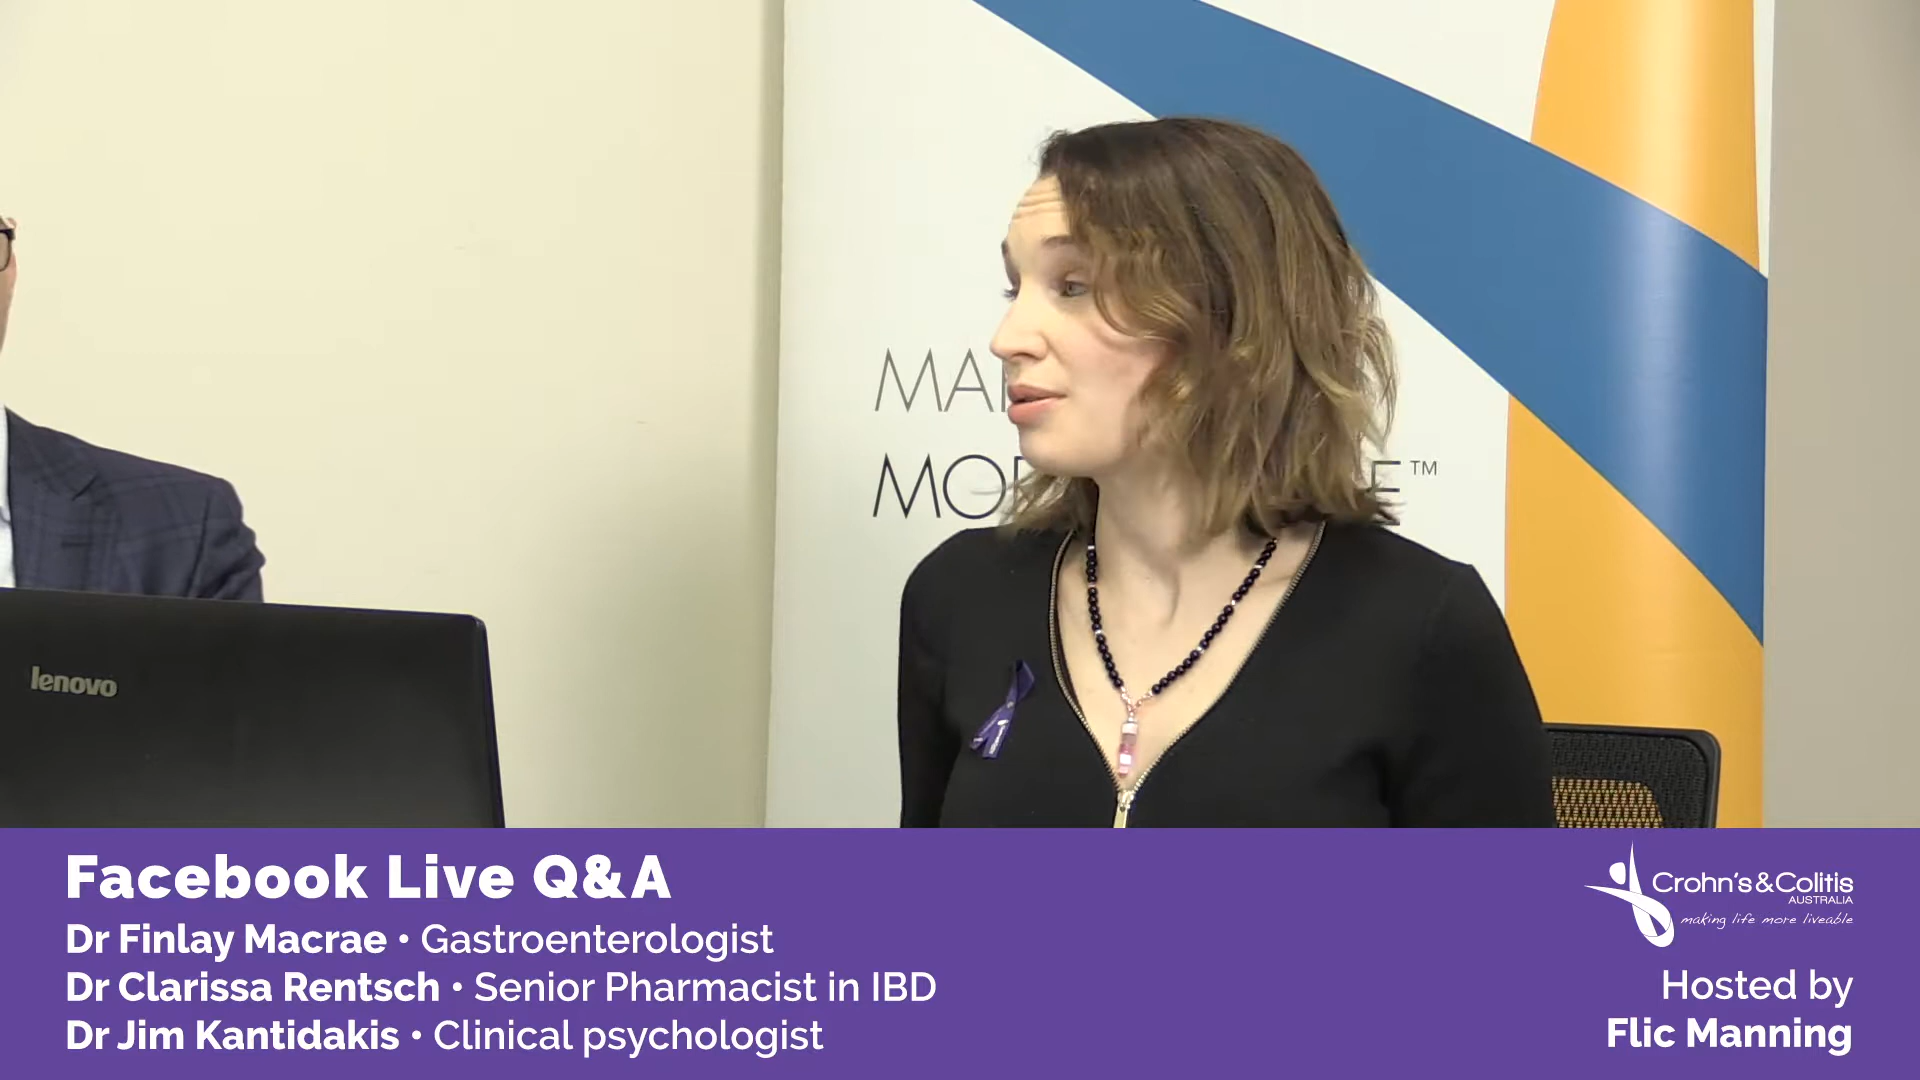 MA
MO E™
lenovo
Facebook Live Q&A
Dr Finlay Macrae • Gastroenterologist
Dr Clarissa Rentsch • Senior Pharmacist in IBD
Dr Jim Kantidakis • Clinical psychologist
Crohn's & Colitis
AUSTRALIA
making life more liveable
Hosted by
Flic Manning